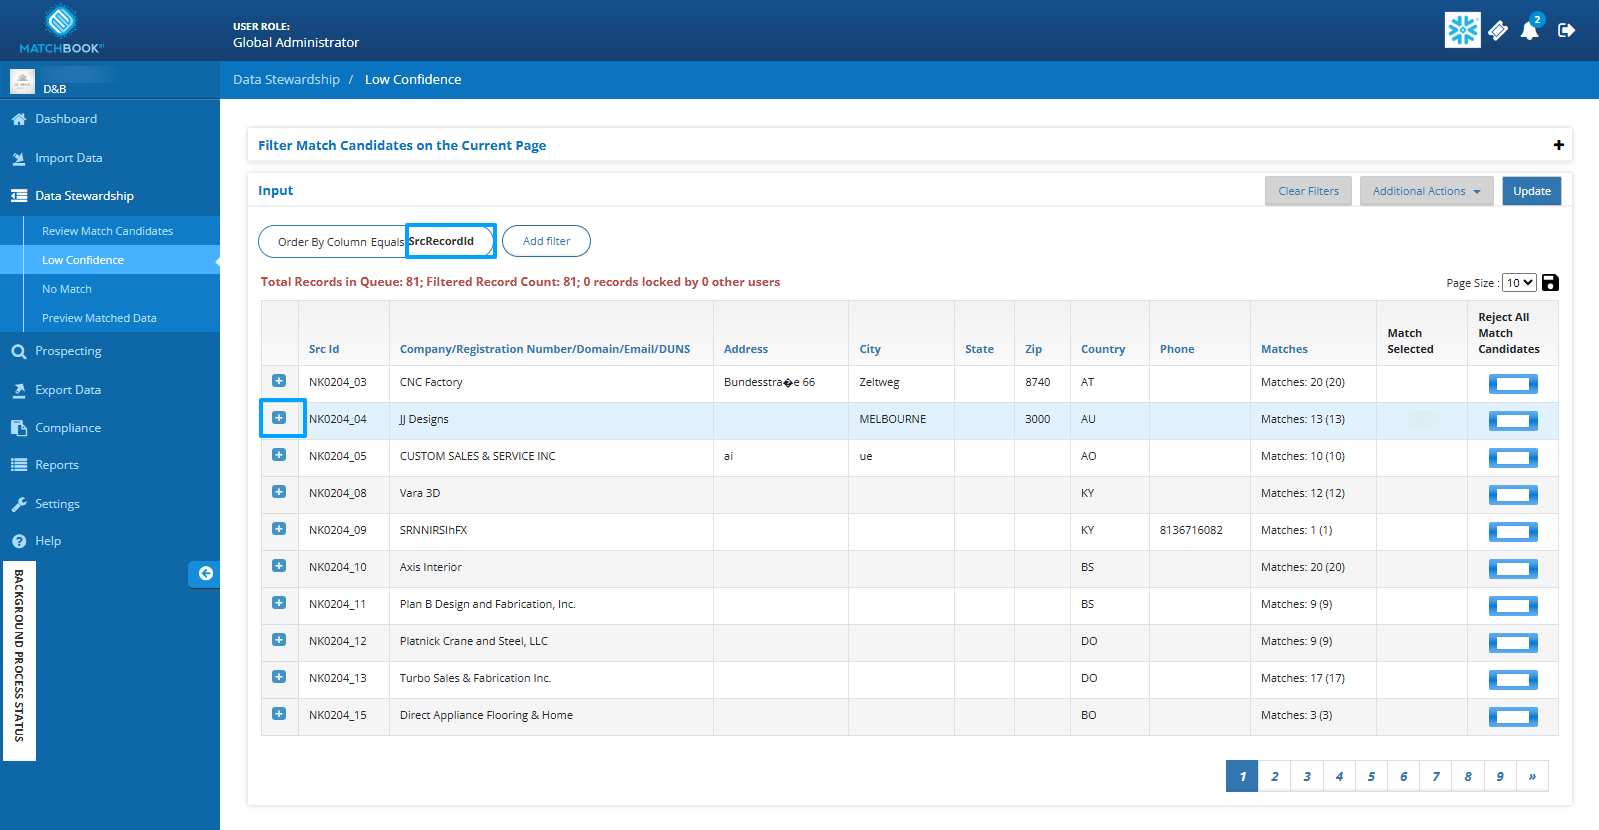 MATCHBOOK ai
USER ROLE:
Global Administrator
2
D&B
Data Stewardship / Low Confidence
Dashboard
Import Data
Data Stewardship
Review Match Candidates
Low Confidence
No Match
Preview Matched Data
Prospecting
Export Data
Compliance
Reports
Settings
Help
BACKGROUND PROCESS STATUS
Filter Match Candidates on the Current Page
Input
Clear Filters Additional Actions Update
Order By Column Equals SrcRecordId Add filter
Total Records in Queue: 81; Filtered Record Count: 81; 0 records locked by 0 other users
Page Size : 10
Src Id Company/Registration Number/Domain/Email/DUNS Address City State Zip Country Phone Matches Match Selected Reject All Match Candidates
NK0204_03 CNC Factory Bundesstra�e 66 Zeltweg 8740 AT Matches: 20 (20)
NK0204_04 JJ Designs MELBOURNE 3000 AU Matches: 13 (13)
NK0204_05 CUSTOM SALES & SERVICE INC ai ue AO Matches: 10 (10)
NK0204_08 Vara 3D KY Matches: 12 (12)
NK0204_09 SRNNIRSIhFX KY 8136716082 Matches: 1 (1)
NK0204_10 Axis Interior BS Matches: 20 (20)
NK0204_11 Plan B Design and Fabrication, Inc. BS Matches: 9 (9)
NK0204_12 Platnick Crane and Steel, LLC DO Matches: 9 (9)
NK0204_13 Turbo Sales & Fabrication Inc. DO Matches: 17 (17)
NK0204_15 Direct Appliance Flooring & Home BO Matches: 3 (3)
1 2 3 4 5 6 7 8 9 »